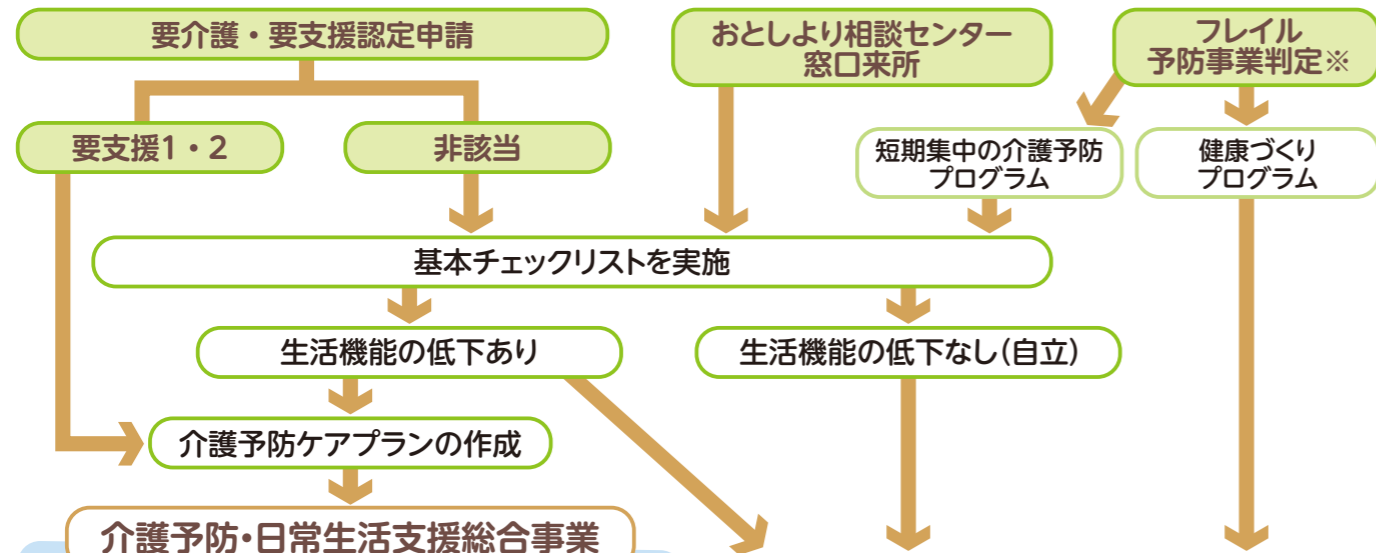 要介護・要支援認定申請
おとしより相談センター
窓口来所
フレイル
予防事業判定※
要支援1・2
非該当
短期集中の介護予防
プログラム
健康づくり
プログラム
基本チェックリストを実施
生活機能の低下あり
生活機能の低下なし(自立)
介護予防ケアプランの作成
介護予防・日常生活支援総合事業